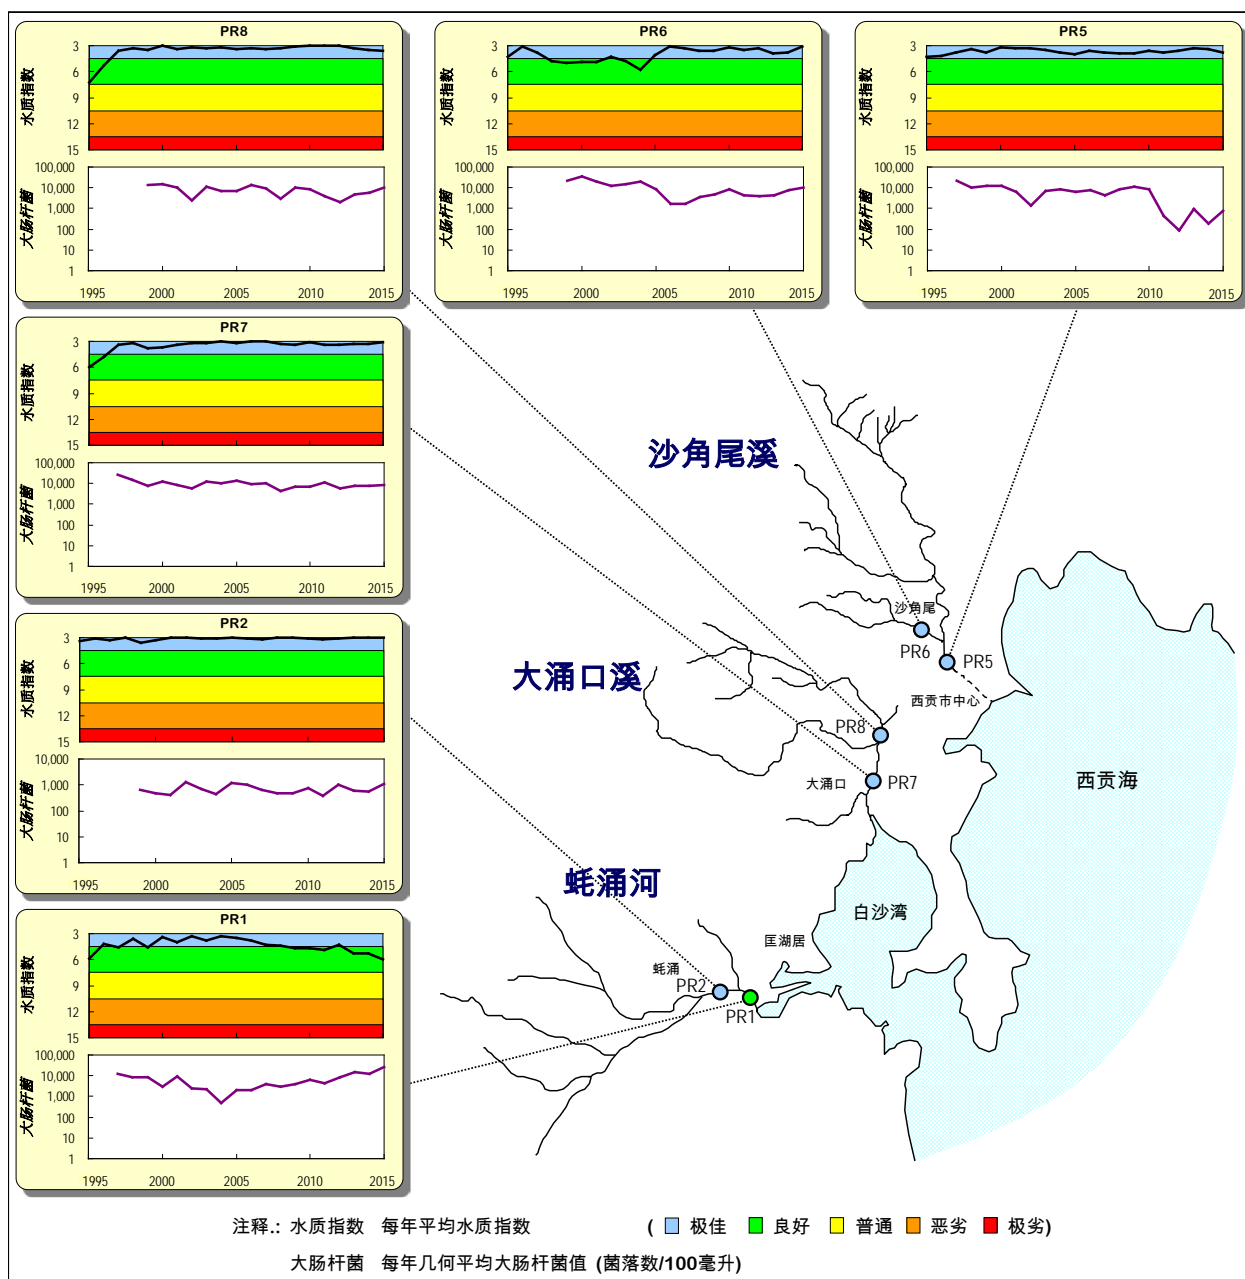 PR8
水质指数
3
6
9
12
15
大肠杆菌
100,000
10,000
1,000
100
10
1
1995 2000 2005 2010 2015
PR6
水质指数
3
6
9
12
15
大肠杆菌
100,000
10,000
1,000
100
10
1
1995 2000 2005 2010 2015
PR5
水质指数
3
6
9
12
15
大肠杆菌
100,000
10,000
1,000
100
10
1
1995 2000 2005 2010 2015
PR7
水质指数
3
6
9
12
15
大肠杆菌
100,000
10,000
1,000
100
10
1
1995 2000 2005 2010 2015
PR2
水质指数
3
6
9
12
15
大肠杆菌
10,000
1,000
100
10
1
1995 2000 2005 2010 2015
PR1
水质指数
3
6
9
12
15
大肠杆菌
100,000
10,000
1,000
100
10
1
1995 2000 2005 2010 2015
沙角尾溪
沙角尾
PR6
PR5
西贡市中心
大涌口溪
PR8
大涌口
PR7
西贡海
蚝涌河
白沙湾
匡湖居
蚝涌
PR2
PR1
注释.: 水质指数 每年平均水质指数 ( 极佳 良好 普通 恶劣 极劣)
大肠杆菌 每年几何平均大肠杆菌值 (菌落数/100毫升)